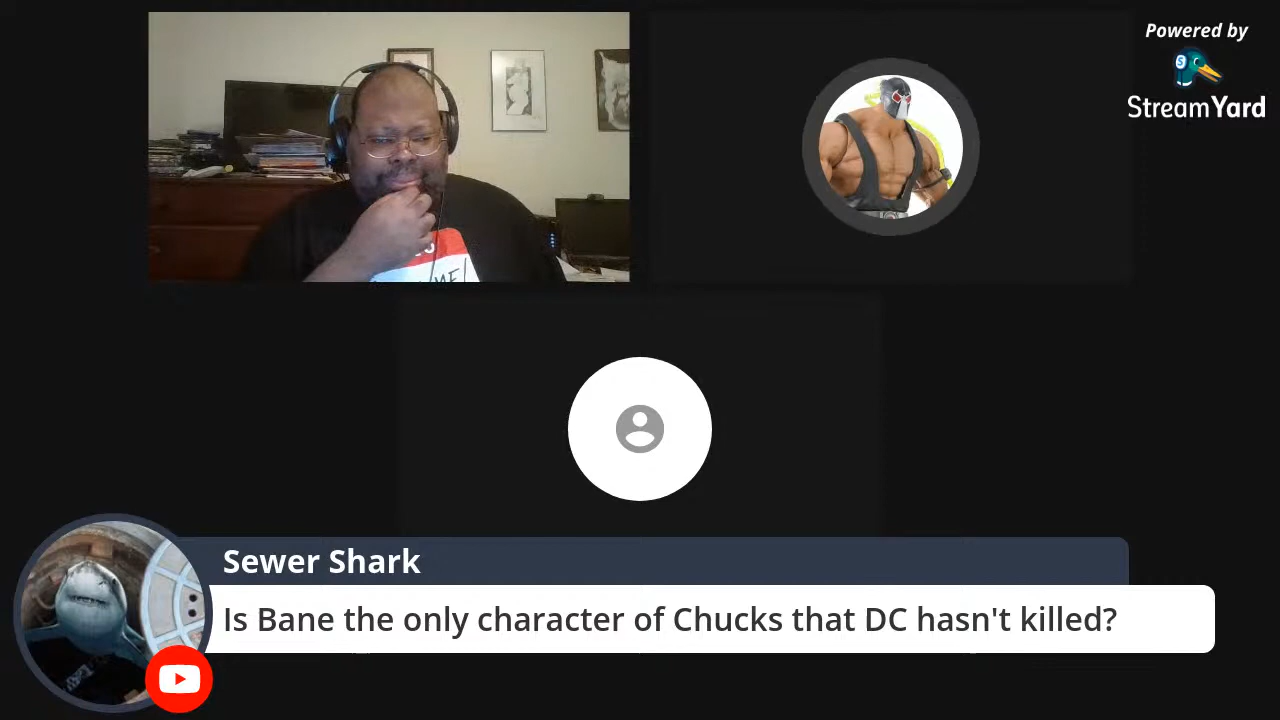 Powered by
StreamYard
Sewer Shark
Is Bane the only character of Chucks that DC hasn't killed?